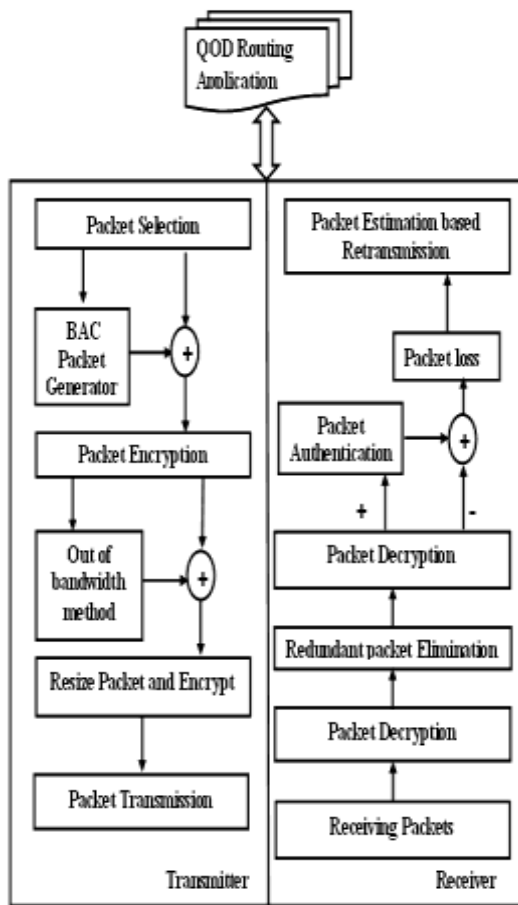 QOD Routing
Application
Packet Selection
BAC
Packet
Generator
+
Packet Encryption
Out of
bandwidth
method
+
Resize Packet and Encrypt
Packet Transmission
Transmitter
Packet Estimation based
Retransmission
Packet loss
Packet
Authentication
+
+
-
Packet Decryption
Redundant packet Elimination
Packet Decryption
Receiving Packets
Receiver